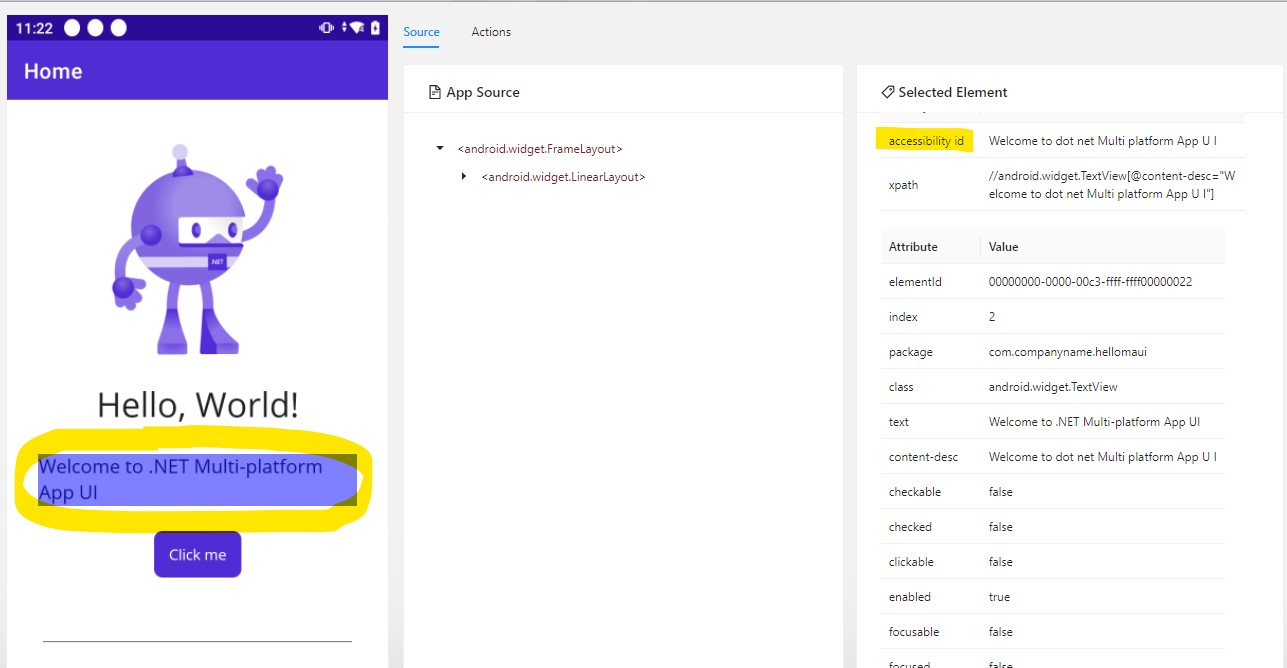 11:22
Home
.NET
Hello, World!
Welcome to .NET Multi-platform
App UI
Click me
Source Actions
App Source
<android.widget.FrameLayout>
<android.widget.LinearLayout>
Selected Element
accessibility id Welcome to dot net Multi platform App U I
xpath //android.widget.TextView[@content-desc="W
elcome to dot net Multi platform App U I"]
Attribute Value
elementId 00000000-0000-00c3-ffff-ffff00000022
index 2
package com.companyname.hellomaui
class android.widget.TextView
text Welcome to .NET Multi-platform App UI
content-desc Welcome to dot net Multi platform App U I
checkable false
checked false
clickable false
enabled true
focusable false
focused false